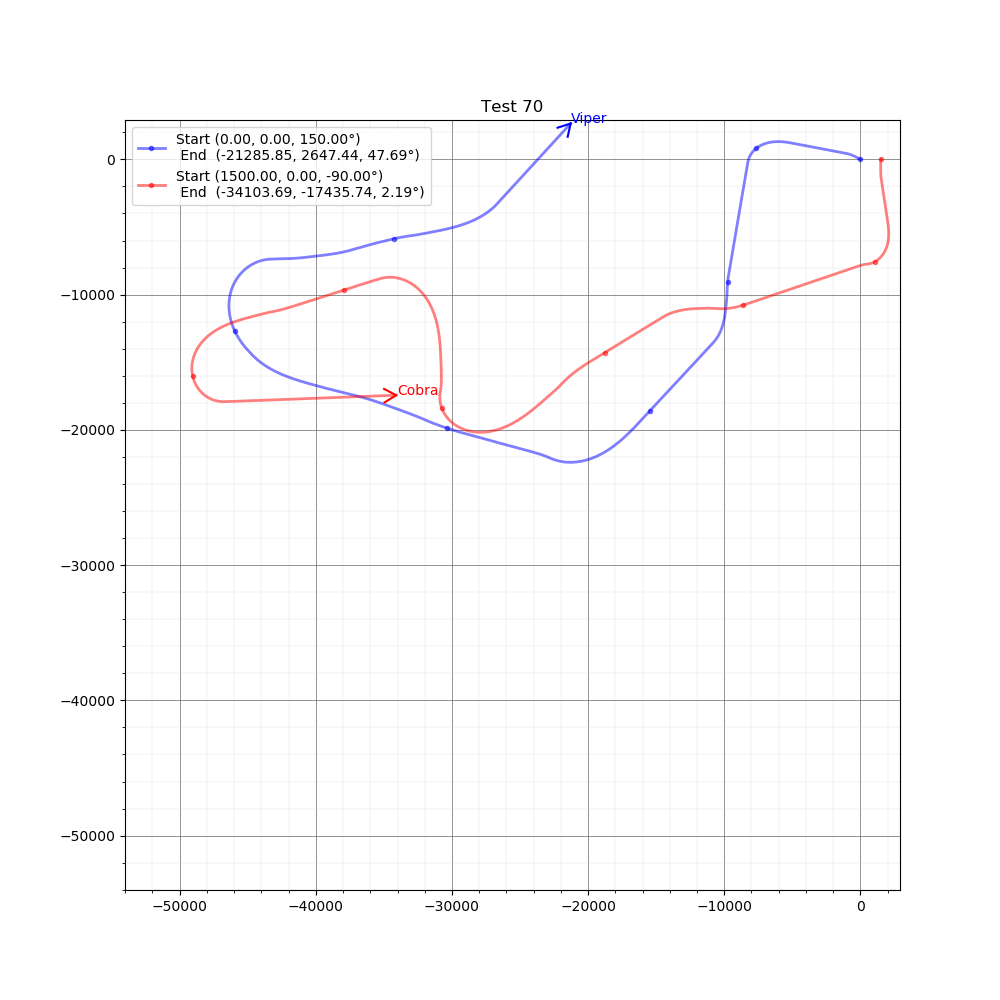 Test 70
Viper
Start (0.00, 0.00, 150.00°)
End  (-21285.85, 2647.44, 47.69°)
Start (1500.00, 0.00, -90.00°)
End  (-34103.69, -17435.74, 2.19°)
Cobra
0
−10000
−20000
−30000
−40000
−50000
−50000 −40000 −30000 −20000 −10000 0